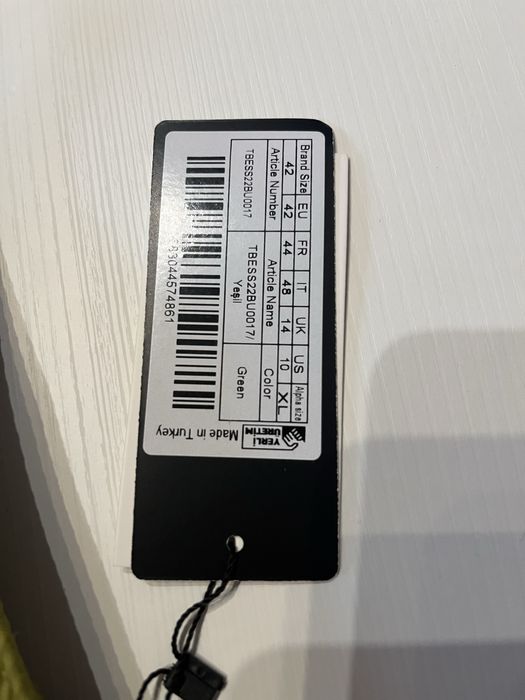 Brand Size EU FR IT UK US Alpha size
42 42 44 48 14 10 XL
Article Number Article Name Color
TBESS22BU0017 TBESS22BU0017/ Green
Yeşil
83044574861
YERLİ
ÜRETİM
Made in Turkey